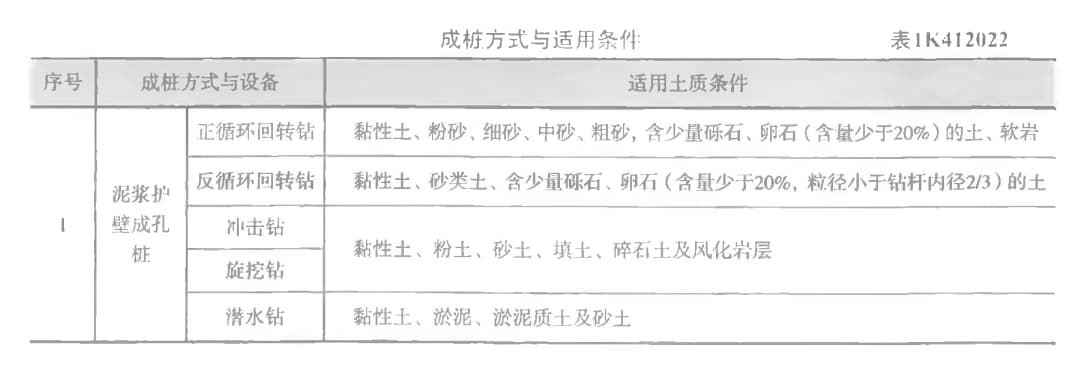 成桩方式与适用条件 表1K412022
序号 成桩方式与设备 适用土质条件
1 泥浆护壁成孔桩 正循环回转钻 黏性土、粉砂、细砂、中砂、粗砂，含少量砾石、卵石（含量少于20%）的土、软岩
反循环回转钻 黏性土、砂类土、含少量砾石、卵石（含量少于20%，粒径小于钻杆内径2/3）的土
冲击钻 黏性土、粉土、砂土、填土、碎石土及风化岩层
旋挖钻
潜水钻 黏性土、淤泥、淤泥质土及砂土